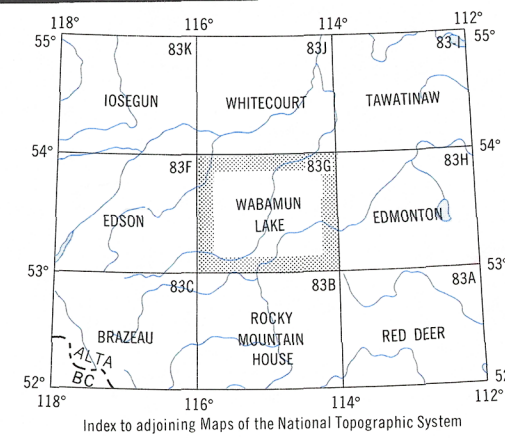 118° 116° 114° 112°
55° 83K 83J 83-I 55°
IOSEGUN WHITECOURT TAWATINAW
54° 83F 83G 83H 54°
EDSON WABAMUN LAKE EDMONTON
53° 83C 83B 83A 53°
BRAZEAU ROCKY MOUNTAIN HOUSE RED DEER
ALTA
BC
52° 52
118° 116° 114° 112°
Index to adjoining Maps of the National Topographic System